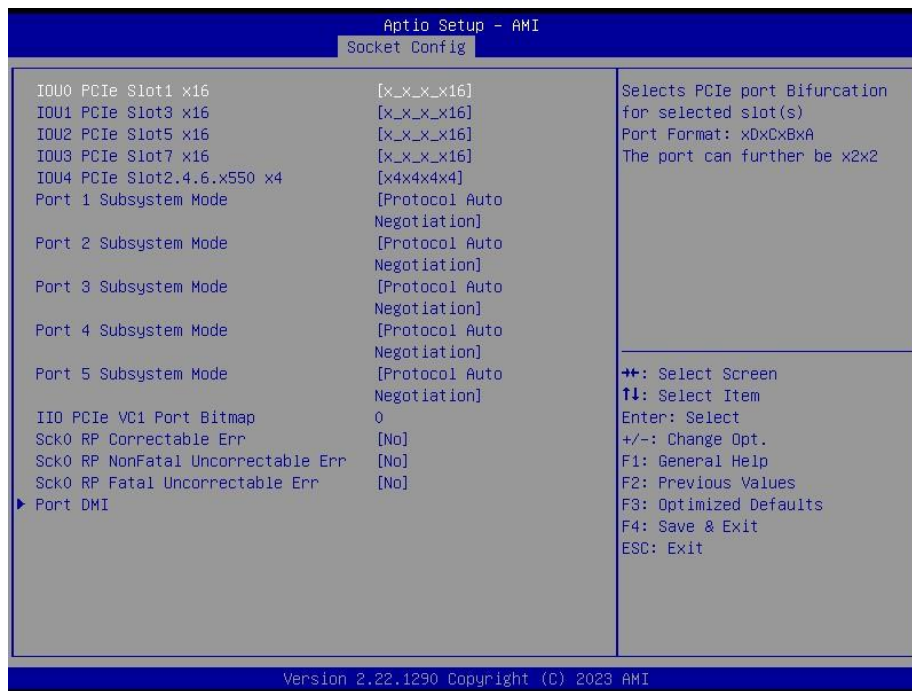 Aptio Setup – AMI
Socket Config
IOU0 PCIe Slot1 x16 [x_x_x_x16]
IOU1 PCIe Slot3 x16 [x_x_x_x16]
IOU2 PCIe Slot5 x16 [x_x_x_x16]
IOU3 PCIe Slot7 x16 [x_x_x_x16]
IOU4 PCIe Slot2.4.6.x550 x4 [x4x4x4x4]
Port 1 Subsystem Mode [Protocol Auto
Negotiation]
Port 2 Subsystem Mode [Protocol Auto
Negotiation]
Port 3 Subsystem Mode [Protocol Auto
Negotiation]
Port 4 Subsystem Mode [Protocol Auto
Negotiation]
Port 5 Subsystem Mode [Protocol Auto
Negotiation]
IIO PCIe VC1 Port Bitmap 0
Sck0 RP Correctable Err [No]
Sck0 RP NonFatal Uncorrectable Err [No]
Sck0 RP Fatal Uncorrectable Err [No]
▶ Port DMI
Selects PCIe port Bifurcation
for selected slot(s)
Port Format: xDxCxBxA
The port can further be x2x2
→←: Select Screen
↑↓: Select Item
Enter: Select
+/-: Change Opt.
F1: General Help
F2: Previous Values
F3: Optimized Defaults
F4: Save & Exit
ESC: Exit
Version 2.22.1290 Copyright (C) 2023 AMI